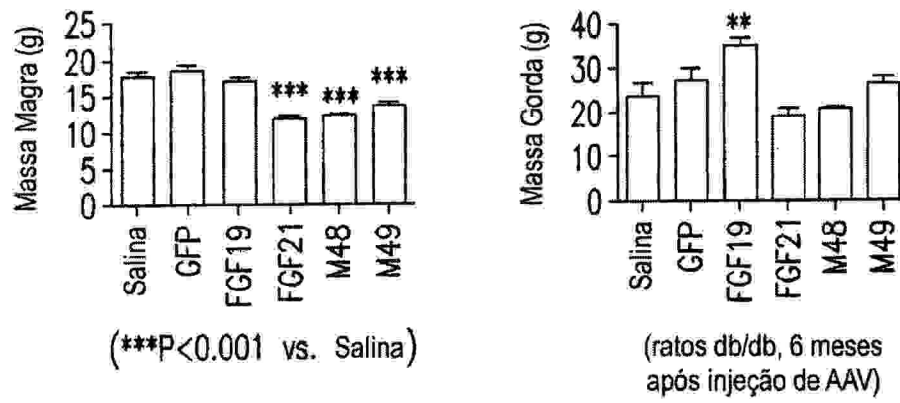 Massa Magra (g)
25
20
15
10
5
0
***
***
***
Salina
GFP
FGF19
FGF21
M48
M49
(***P<0.001 vs. Salina)
Massa Gorda (g)
40
30
20
10
0
**
Salina
GFP
FGF19
FGF21
M48
M49
(ratos db/db, 6 meses
após injeção de AAV)